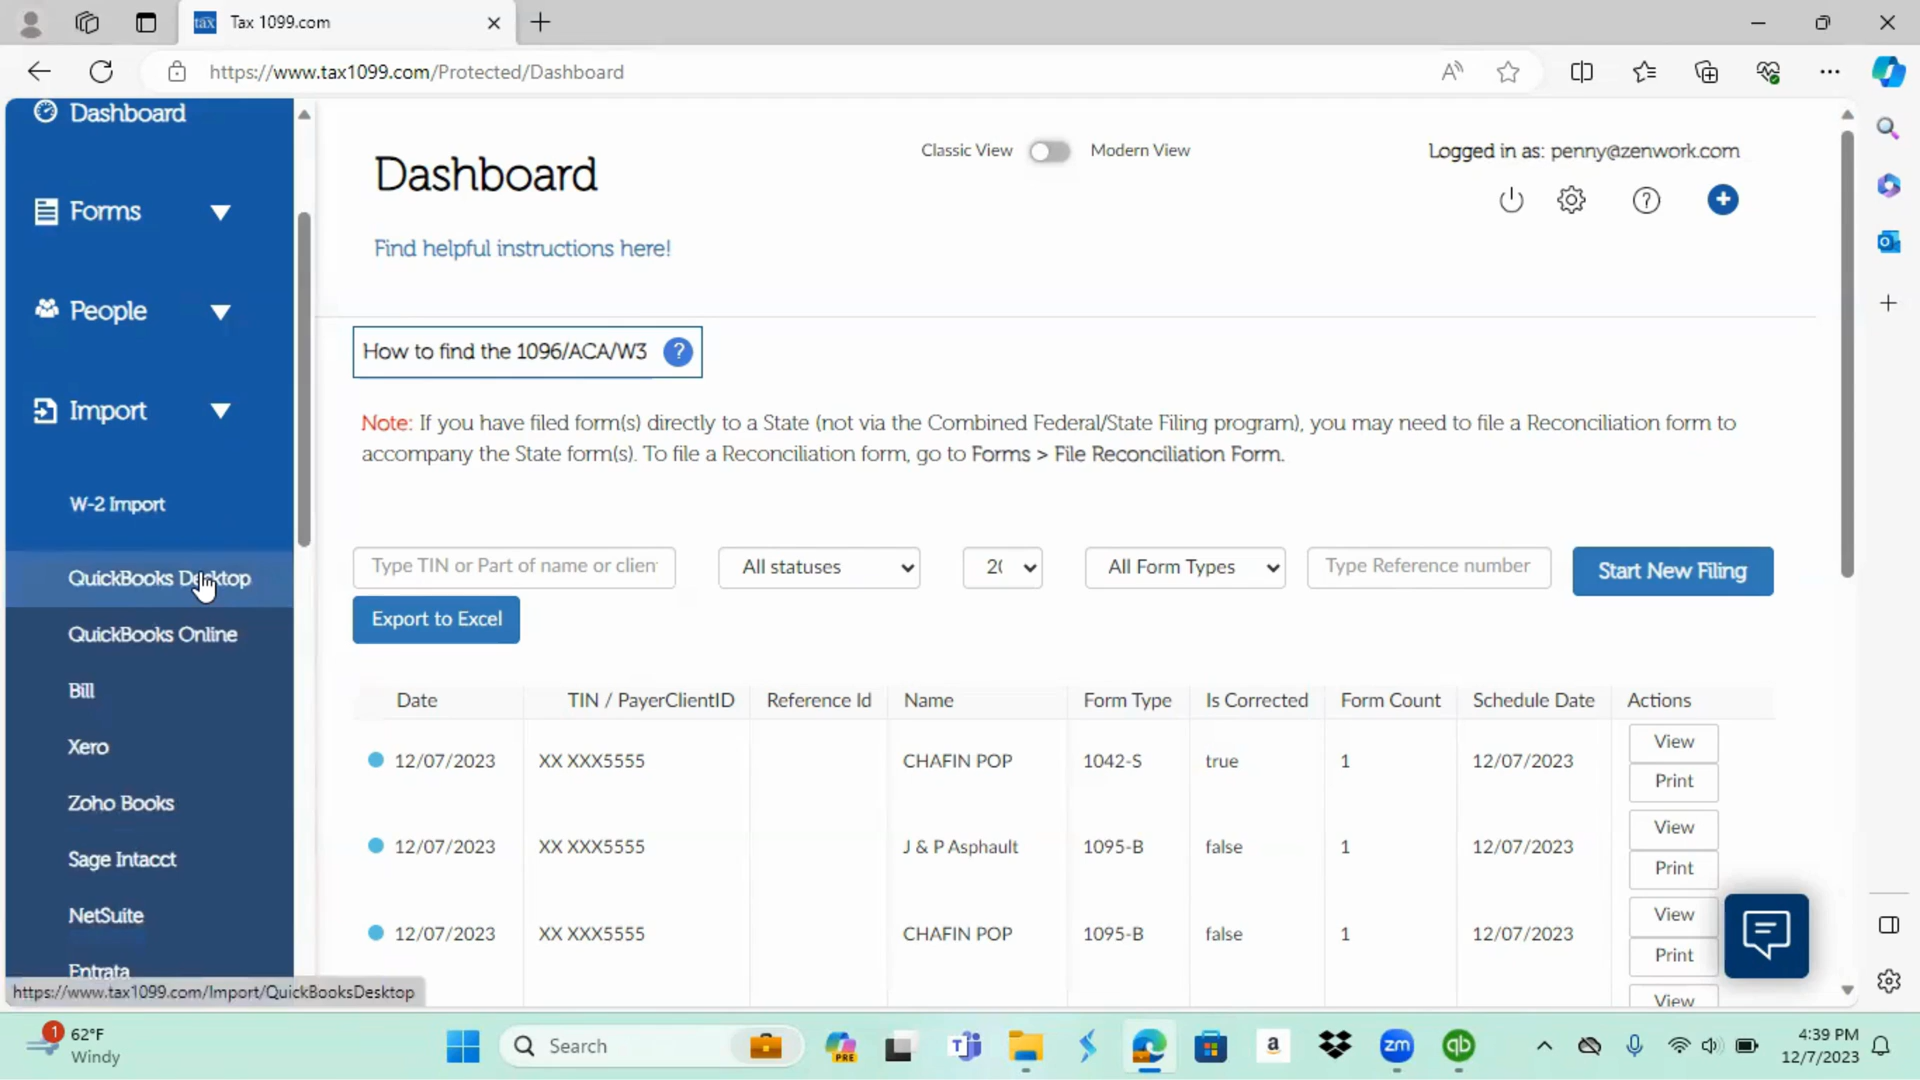 Tax 1099.com
https://www.tax1099.com/Protected/Dashboard
Dashboard
Forms
People
Import
W-2 Import
QuickBooks Desktop
QuickBooks Online
Bill
Xero
Zoho Books
Sage Intacct
NetSuite
Entrata
https://www.tax1099.com/Import/QuickBooksDesktop
Dashboard
Classic View Modern View
Logged in as: penny@zenwork.com
Find helpful instructions here!
How to find the 1096/ACA/W3 ?
Note: If you have filed form(s) directly to a State (not via the Combined Federal/State Filing program), you may need to file a Reconciliation form to
accompany the State form(s). To file a Reconciliation form, go to Forms > File Reconciliation Form.
Type TIN or Part of name or client All statuses 20 All Form Types Type Reference number Start New Filing
Export to Excel
Date TIN / PayerClientID Reference Id Name Form Type Is Corrected Form Count Schedule Date Actions
12/07/2023 XX XXX5555 CHAFIN POP 1042-S true 1 12/07/2023 View
Print
12/07/2023 XX XXX5555 J & P Asphault 1095-B false 1 12/07/2023 View
Print
12/07/2023 XX XXX5555 CHAFIN POP 1095-B false 1 12/07/2023 View
Print
View
1 62°F
Windy
Search
PRE
a
zm
qb
4:39 PM
12/7/2023